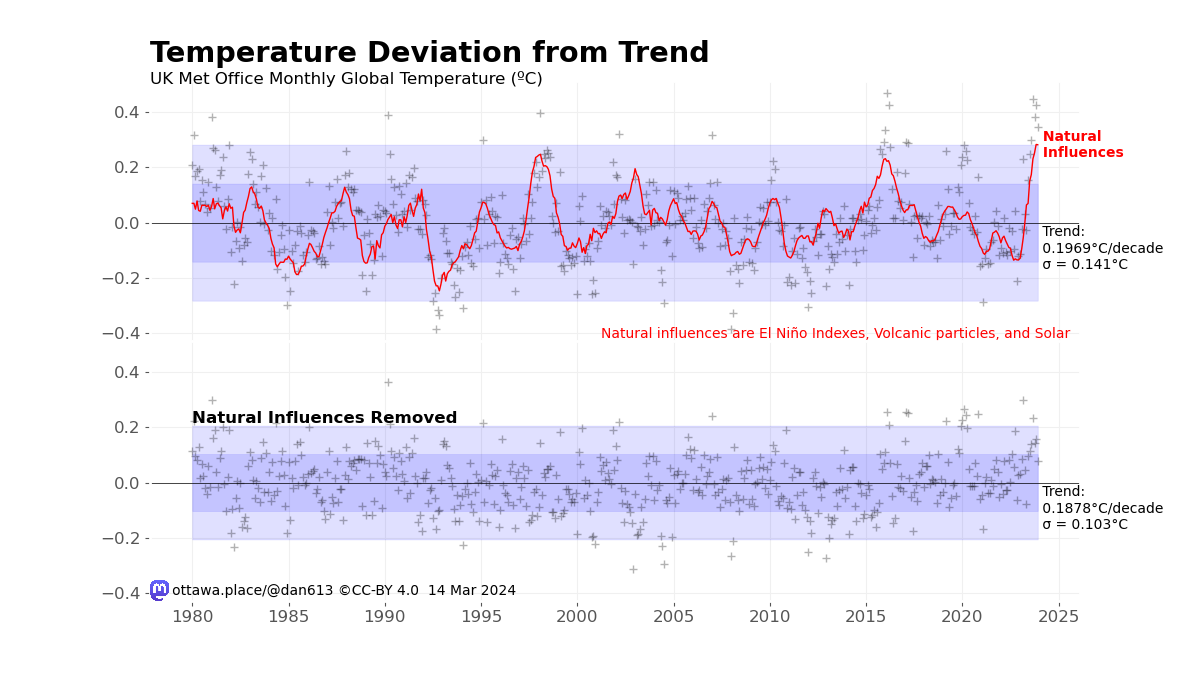 Temperature Deviation from Trend
UK Met Office Monthly Global Temperature (ºC)
0.4
0.2
0.0
−0.2
−0.4
Natural
Influences
Trend:
0.1969°C/decade
σ = 0.141°C
Natural influences are El Niño Indexes, Volcanic particles, and Solar
0.4
0.2
0.0
−0.2
−0.4
Natural Influences Removed
Trend:
0.1878°C/decade
σ = 0.103°C
ottawa.place/@dan613 ©CC-BY 4.0 14 Mar 2024
1980 1985 1990 1995 2000 2005 2010 2015 2020 2025